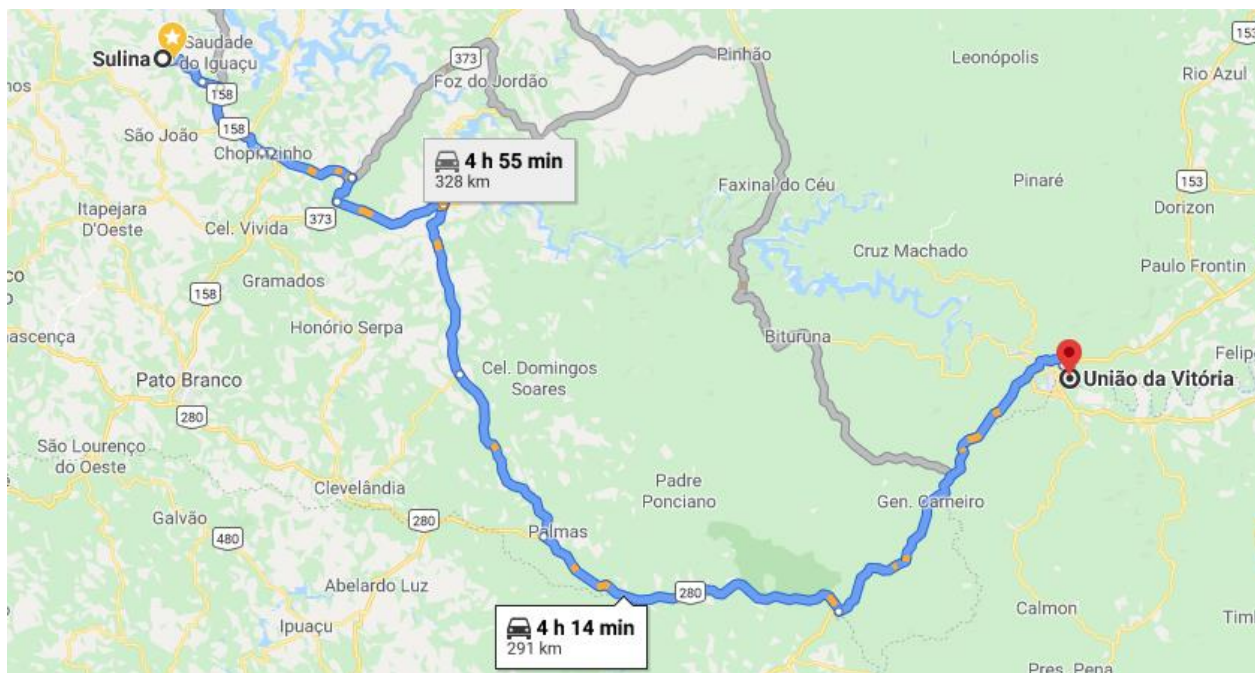 373
Pinhão
Leonópolis
153
Rio Azul
Sulina
Saudade
do Iguaçu
Foz do Jordão
158
São João
158
Chopinzinho
4 h 55 min
328 km
Faxinal do Céu
Pinaré
153
Dorizon
Itapejara
D'Oeste
Cel. Vivida
373
Cruz Machado
Paulo Frontin
Gramados
158
Honório Serpa
Bituruna
Felip
União da Vitória
Cel. Domingos
Soares
Pato Branco
280
São Lourenço
do Oeste
Clevelândia
Padre
Ponciano
Gen. Carneiro
Galvão
480
280
Palmas
Abelardo Luz
280
Ipuaçu
4 h 14 min
291 km
Calmon
Pres. Pena